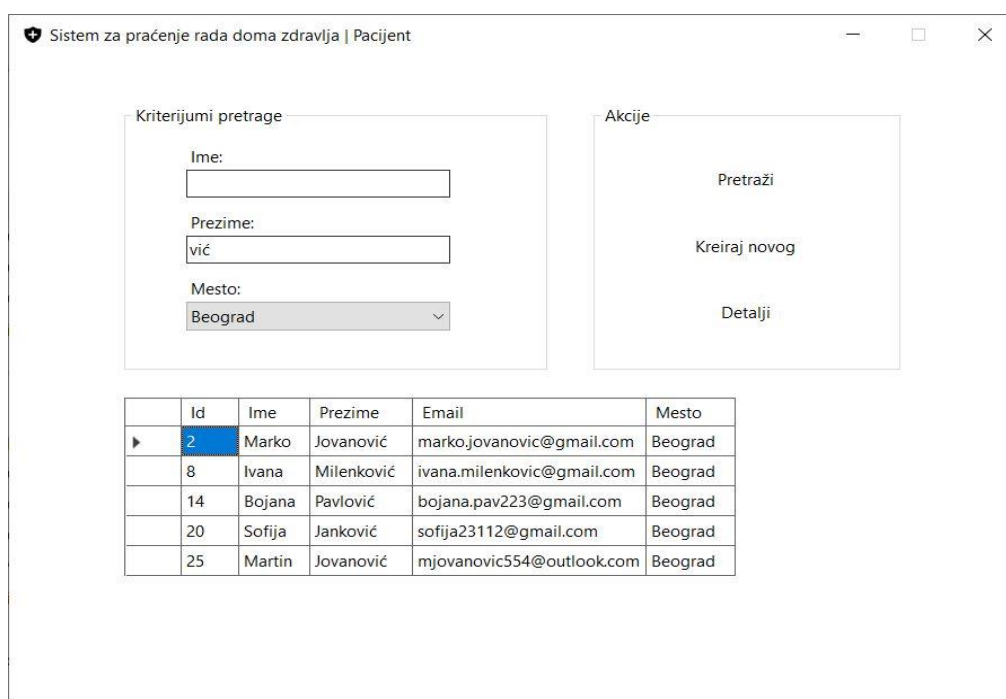 Sistem za praćenje rada doma zdravlja | Pacijent
Kriterijumi pretrage
Ime:
Prezime:
vić
Mesto:
Beograd
Akcije
Pretraži
Kreiraj novog
Detalji
Id Ime Prezime Email Mesto
2 Marko Jovanović marko.jovanovic@gmail.com Beograd
8 Ivana Milenković ivana.milenkovic@gmail.com Beograd
14 Bojana Pavlović bojana.pav223@gmail.com Beograd
20 Sofija Janković sofija23112@gmail.com Beograd
25 Martin Jovanović mjovanovic554@outlook.com Beograd